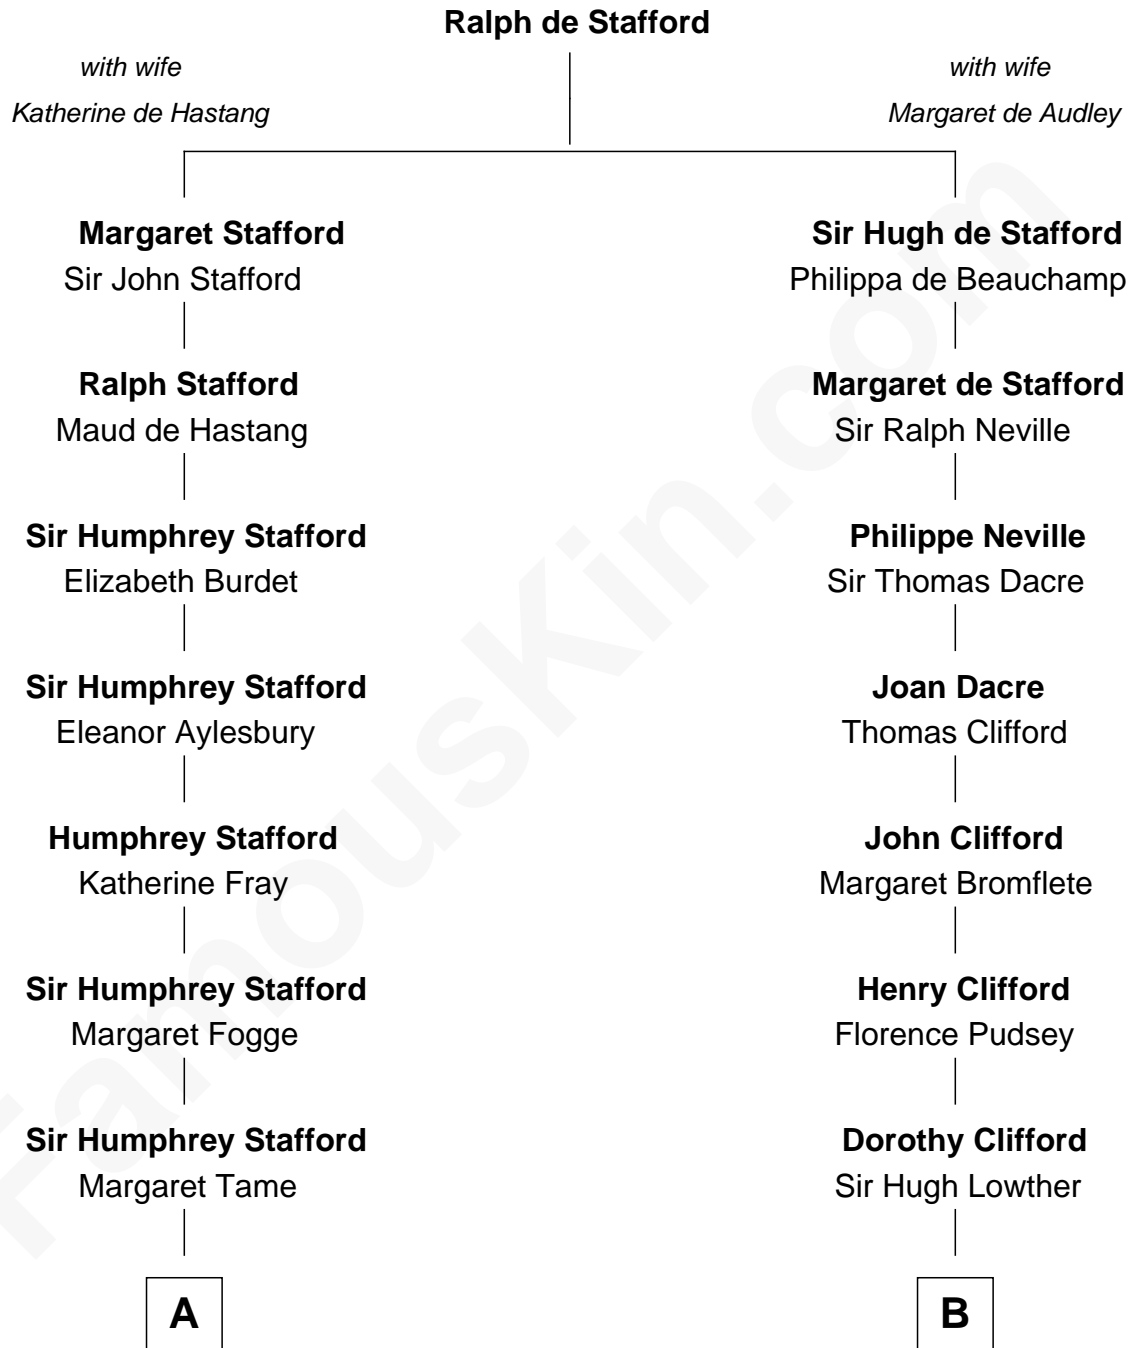 Ralph de Stafford
with wife
Katherine de Hastang
with wife
Margaret de Audley
Margaret Stafford
Sir John Stafford
Sir Hugh de Stafford
Philippa de Beauchamp
Ralph Stafford
Maud de Hastang
Margaret de Stafford
Sir Ralph Neville
Sir Humphrey Stafford
Elizabeth Burdet
Philippe Neville
Sir Thomas Dacre
Sir Humphrey Stafford
Eleanor Aylesbury
Joan Dacre
Thomas Clifford
Humphrey Stafford
Katherine Fray
John Clifford
Margaret Bromflete
Sir Humphrey Stafford
Margaret Fogge
Henry Clifford
Florence Pudsey
Sir Humphrey Stafford
Margaret Tame
Dorothy Clifford
Sir Hugh Lowther
A
B
FamousKin.com